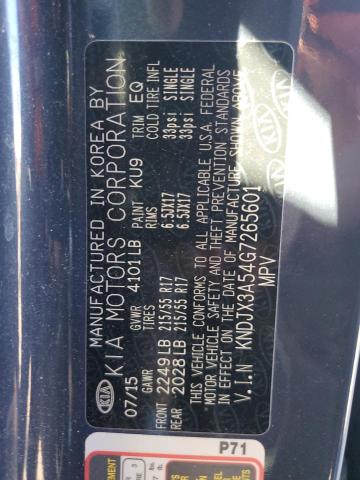 MANUFACTURED IN KOREA BY
KIA MOTORS CORPORATION
KIA
07/15 GVWR 4101LB PAINT KU9 TRIM EQ
GAWR TIRES RIMS COLD TIRE INFL
FRONT 2249LB 215/55 R17 6.5JX17 33psi SINGLE
REAR 2028LB 215/55 R17 6.5JX17 33psi SINGLE
THIS VEHICLE CONFORMS TO ALL APPLICABLE U.S.A. FEDERAL
MOTOR VEHICLE SAFETY AND THEFT PREVENTION STANDARDS
IN EFFECT ON THE DATE OF MANUFACTURE SHOWN ABOVE
V.I.N KNDJX3A54G7265601
MPV
P71